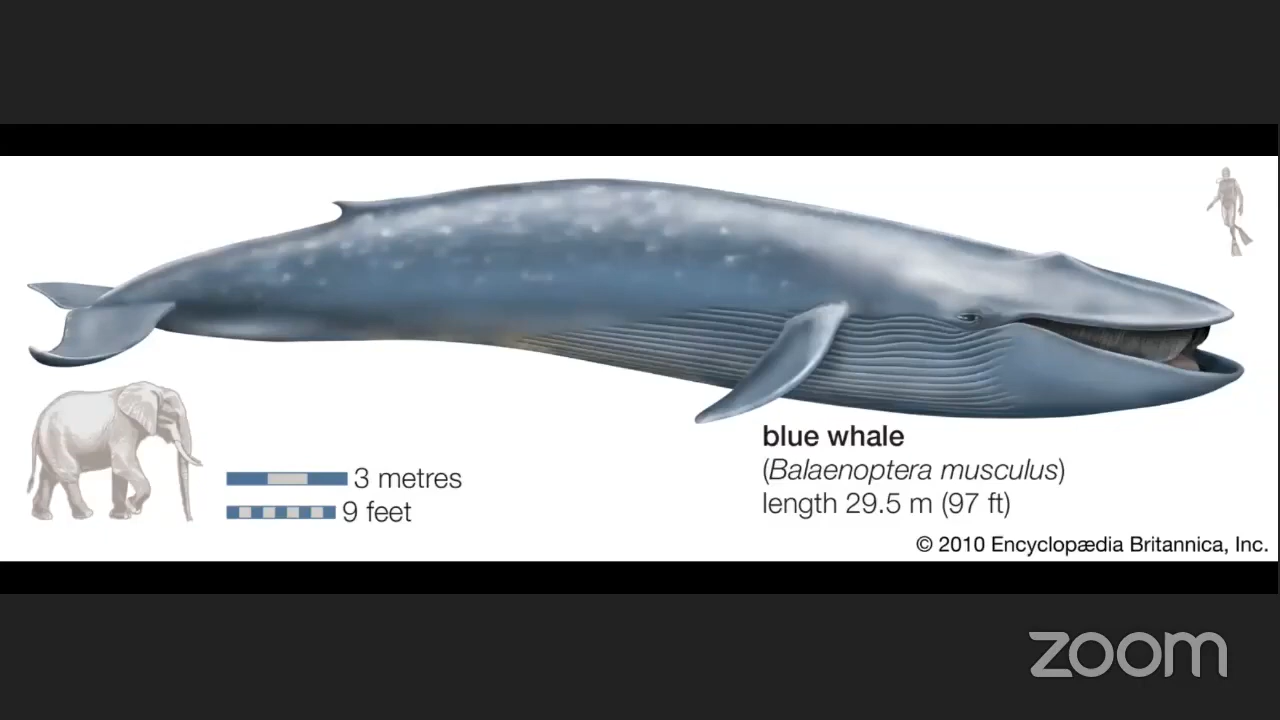 3 metres
9 feet
blue whale
(Balaenoptera musculus)
length 29.5 m (97 ft)
© 2010 Encyclopædia Britannica, Inc.
zoom